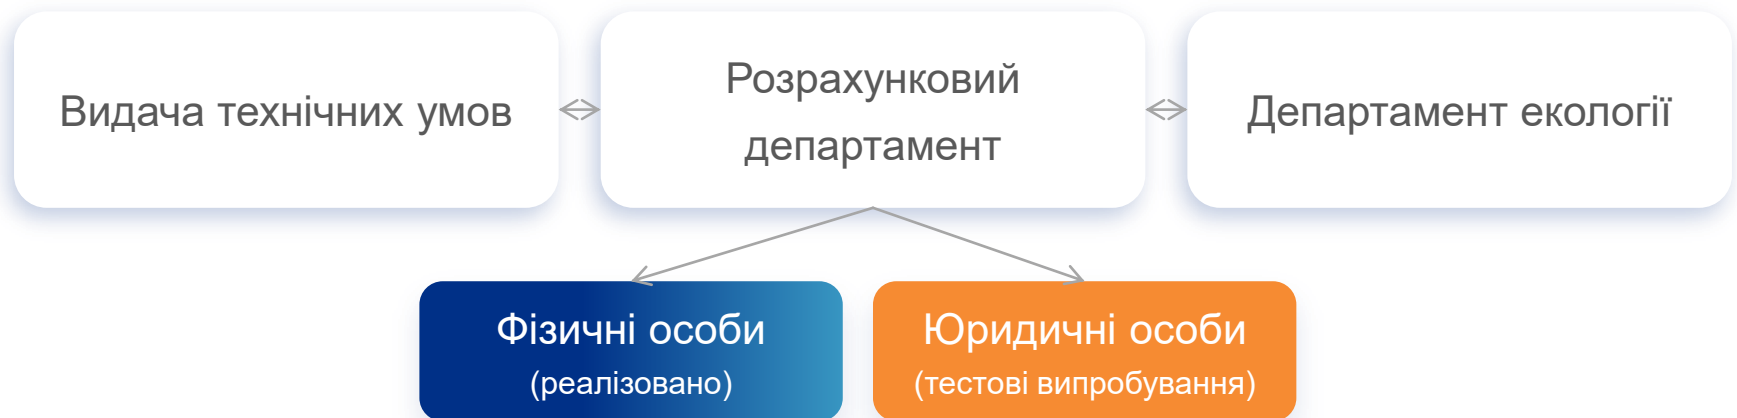 Видача технічних умов
Розрахунковий
департамент
Департамент екології
Фізичні особи
(реалізовано)
Юридичні особи
(тестові випробування)